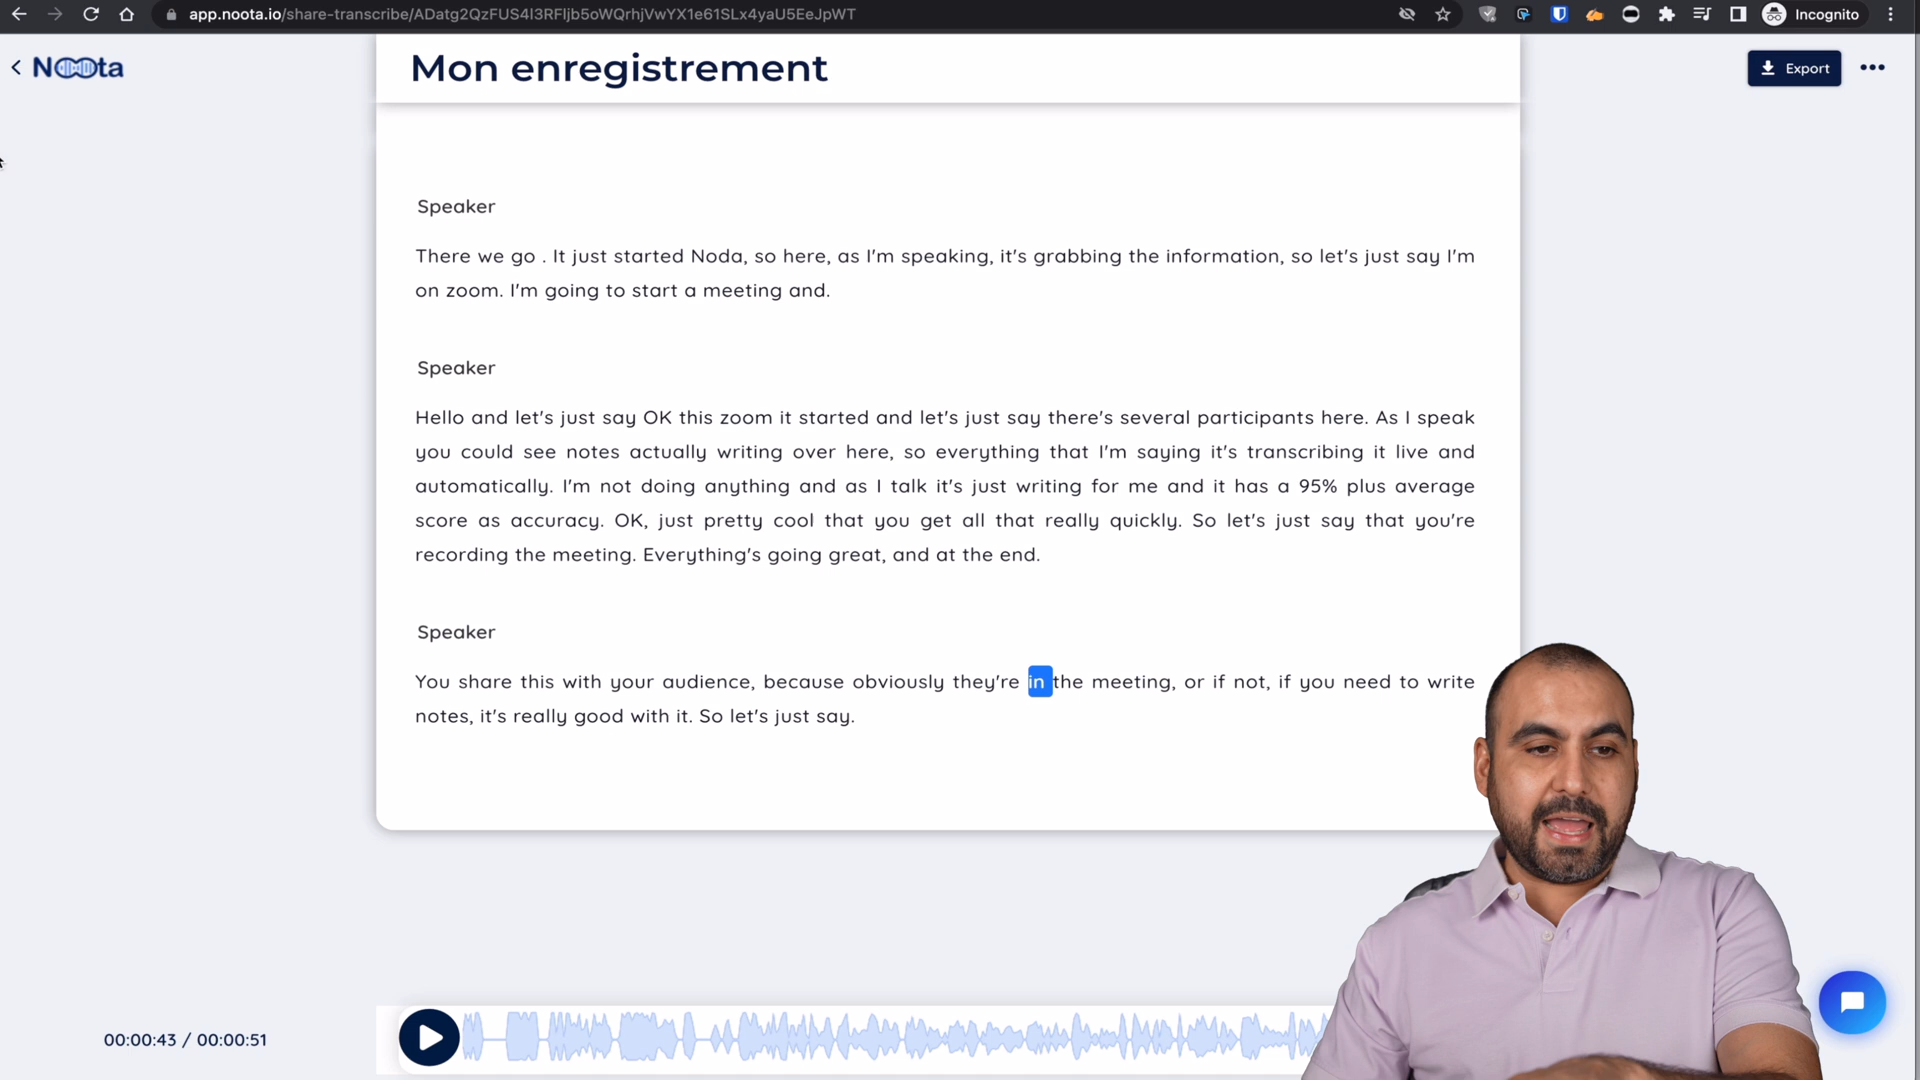 app.noota.io/share-transcribe/ADatg2QzFUS4I3RFljb5oWQrhjVwYX1e61SLx4yaU5EeJpWT
Incognito
Noota
Mon enregistrement
Export
Speaker
There we go . It just started Noda, so here, as I'm speaking, it's grabbing the information, so let's just say I'm
on zoom. I'm going to start a meeting and.
Speaker
Hello and let's just say OK this zoom it started and let's just say there's several participants here. As I speak
you could see notes actually writing over here, so everything that I'm saying it's transcribing it live and
automatically. I'm not doing anything and as I talk it's just writing for me and it has a 95% plus average
score as accuracy. OK, just pretty cool that you get all that really quickly. So let's just say that you're
recording the meeting. Everything's going great, and at the end.
Speaker
You share this with your audience, because obviously they're in the meeting, or if not, if you need to write
notes, it's really good with it. So let's just say.
00:00:43 / 00:00:51